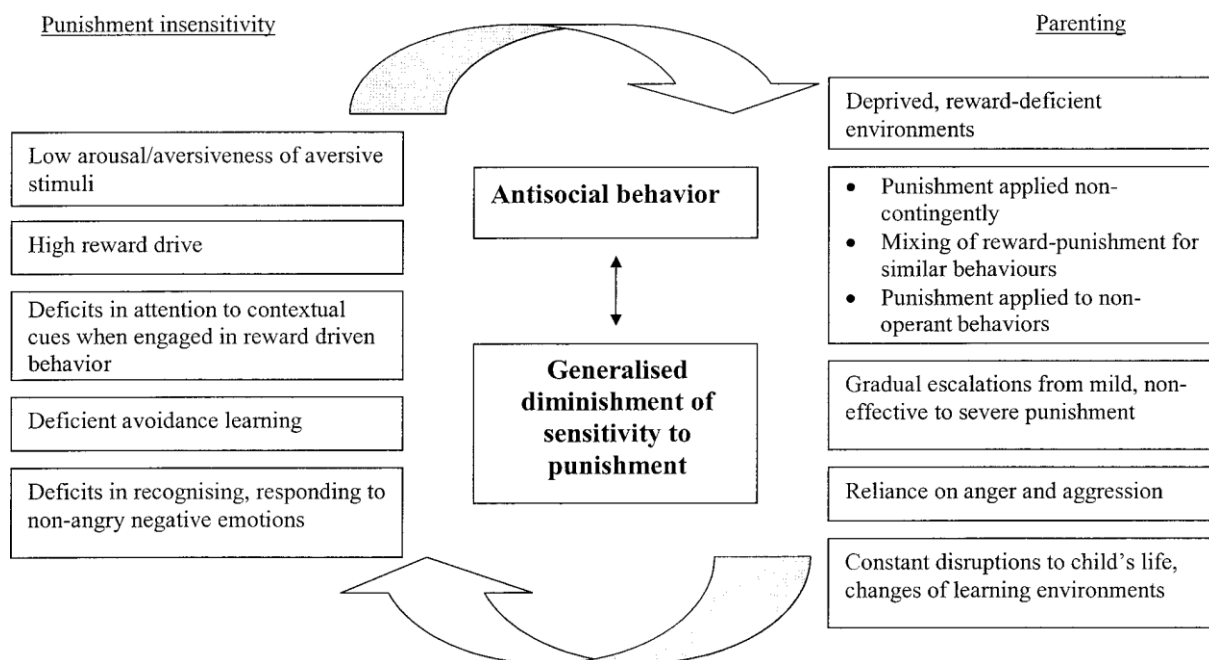 Punishment insensitivity
Low arousal/aversiveness of aversive
stimuli
High reward drive
Deficits in attention to contextual
cues when engaged in reward driven
behavior
Deficient avoidance learning
Deficits in recognising, responding to
non-angry negative emotions
Antisocial behavior
Generalised
diminishment of
sensitivity to
punishment
Parenting
Deprived, reward-deficient
environments
• Punishment applied non-
contingently
• Mixing of reward-punishment for
similar behaviours
• Punishment applied to non-
operant behaviors
Gradual escalations from mild, non-
effective to severe punishment
Reliance on anger and aggression
Constant disruptions to child's life,
changes of learning environments